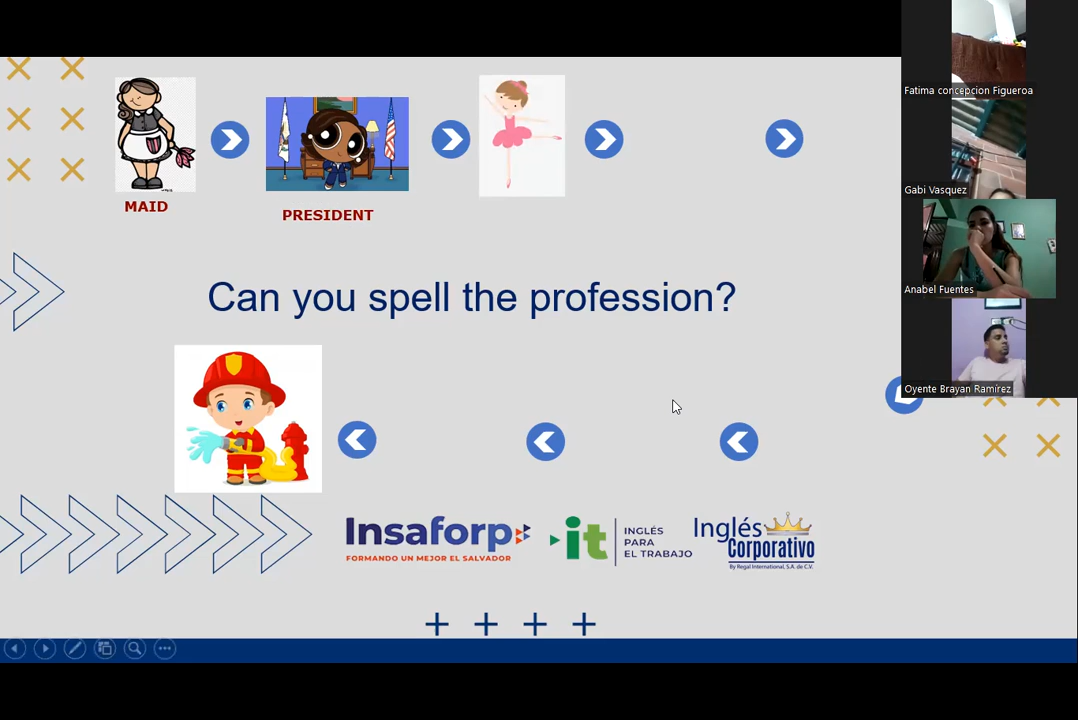 MAID
PRESIDENT
Can you spell the profession?
Insaforp
FORMANDO UN MEJOR EL SALVADOR
it
INGLÉS
PARA
EL TRABAJO
Inglés
Corporativo
By Regal International, S.A. de C.V.
Fatima concepcion Figueroa
Gabi Vasquez
Anabel Fuentes
Oyente Brayan Ramírez